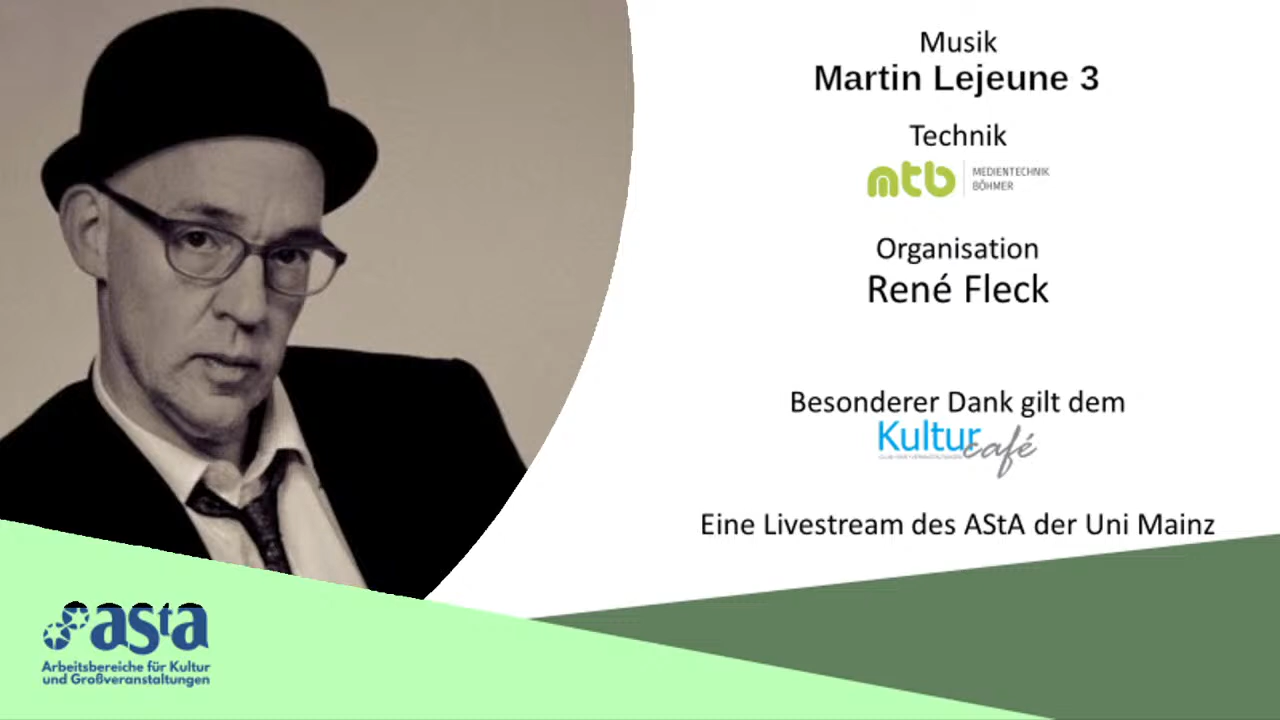 Musik
Martin Lejeune 3
Technik
mtb
MEDIENTECHNIK
BÖHMER
Organisation
René Fleck
Besonderer Dank gilt dem
Kultur
café
Eine Livestream des AStA der Uni Mainz
asta
Arbeitsbereiche für Kultur
und Großveranstaltungen